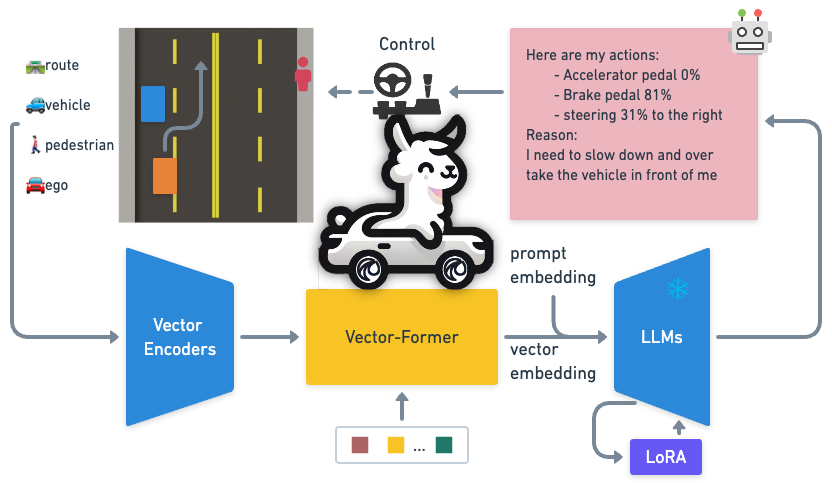 route
vehicle
pedestrian
ego
Control
Here are my actions:
- Accelerator pedal 0%
- Brake pedal 81%
- steering 31% to the right
Reason:
I need to slow down and over
take the vehicle in front of me
Vector
Encoders
Vector-Former
prompt
embedding
vector
embedding
LLMs
...
LoRA